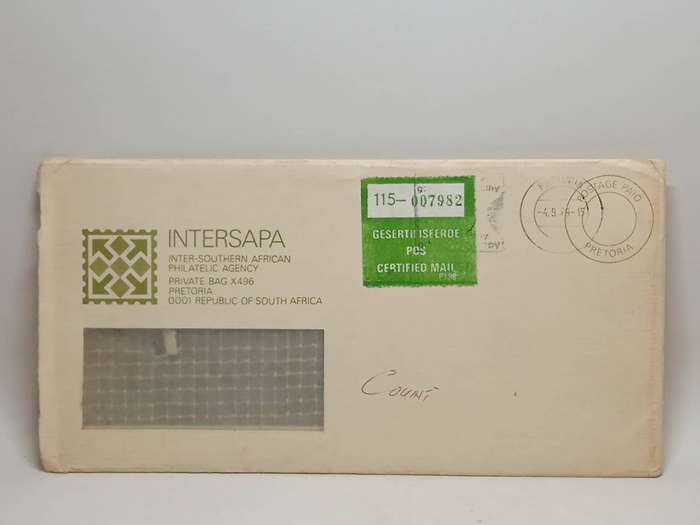 INTERSAPA
INTER-SOUTHERN AFRICAN
PHILATELIC AGENCY
PRIVATE BAG X496
PRETORIA
0001 REPUBLIC OF SOUTH AFRICA
115-007982
GESERTIFISEERDE
POS
CERTIFIED MAIL
POSTAGE PAID
PRETORIA
Count